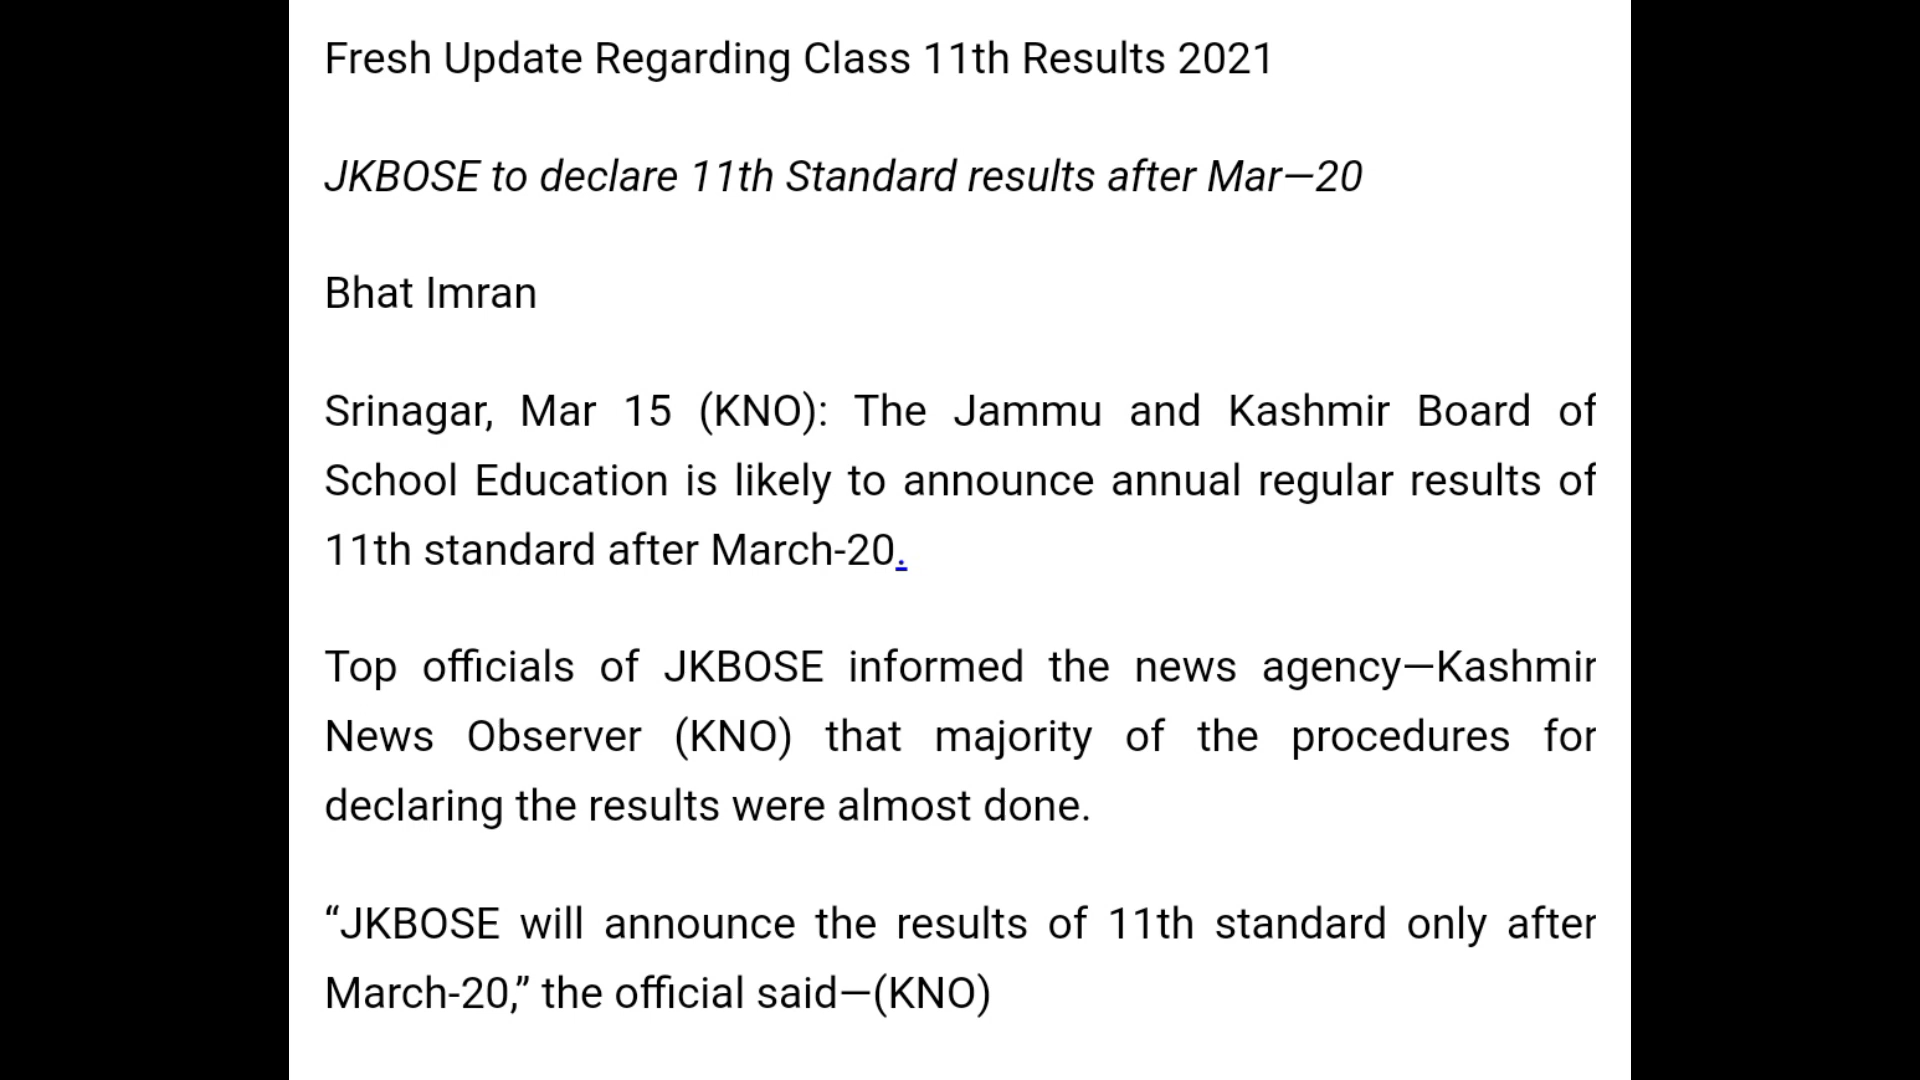 Fresh Update Regarding Class 11th Results 2021
JKBOSE to declare 11th Standard results after Mar—20
Bhat Imran
Srinagar, Mar 15 (KNO): The Jammu and Kashmir Board of
School Education is likely to announce annual regular results of
11th standard after March-20.
Top officials of JKBOSE informed the news agency—Kashmir
News Observer (KNO) that majority of the procedures for
declaring the results were almost done.
“JKBOSE will announce the results of 11th standard only after
March-20,” the official said—(KNO)